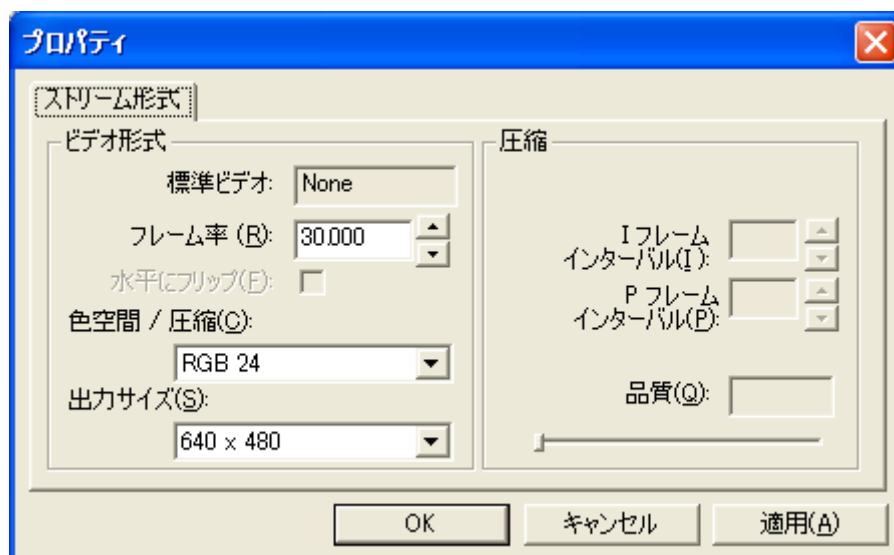 プロパティ
ストリーム形式
ビデオ形式
標準ビデオ: None
フレーム率 (R): 30.000
水平にフリップ(F):
色空間 / 圧縮(C):
RGB 24
出力サイズ(S):
640 x 480
圧縮
I フレーム
インターバル(I):
P フレーム
インターバル(P):
品質(Q):
OK
キャンセル
適用(A)